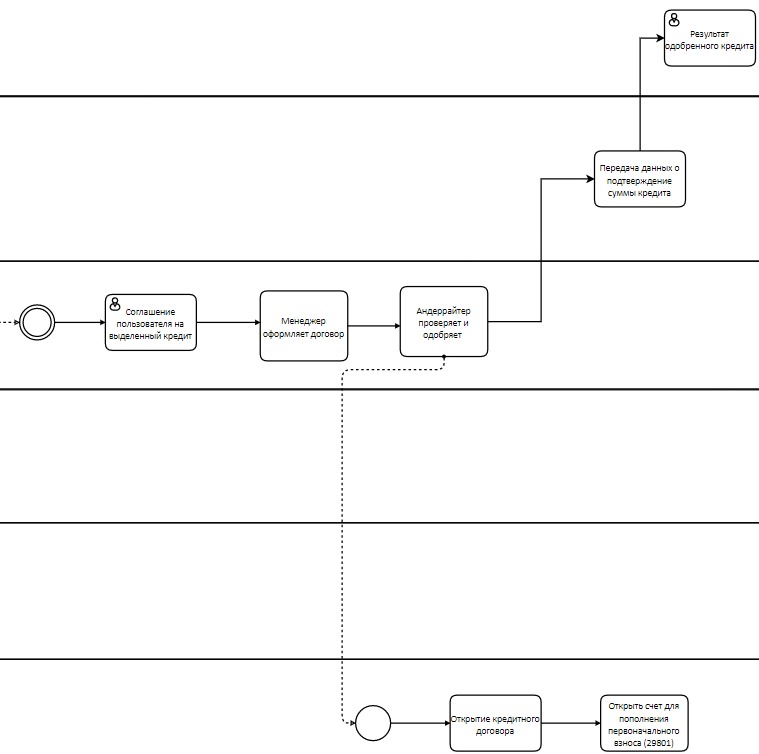 Результат
одобренного кредита
Передача данных о
подтверждение
суммы кредита
Соглашение
пользователя на
выделенный кредит
Менеджер
оформляет договор
Андеррайтер
проверяет и
одобряет
Открытие кредитного
договора
Открыть счет для
пополнения
первоначального
взноса (29801)